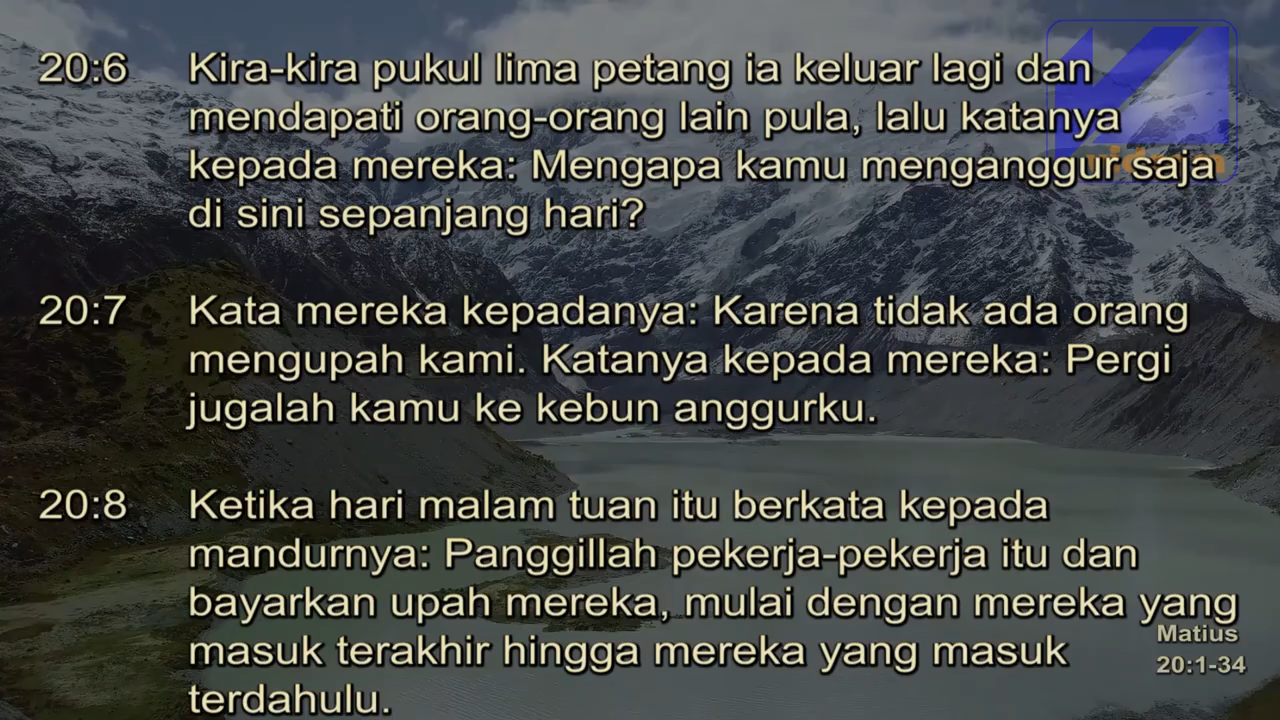 20:6 Kira-kira pukul lima petang ia keluar lagi dan
mendapati orang-orang lain pula, lalu katanya
kepada mereka: Mengapa kamu menganggur saja
di sini sepanjang hari?
20:7 Kata mereka kepadanya: Karena tidak ada orang
mengupah kami. Katanya kepada mereka: Pergi
jugalah kamu ke kebun anggurku.
20:8 Ketika hari malam tuan itu berkata kepada
mandurnya: Panggillah pekerja-pekerja itu dan
bayarkan upah mereka, mulai dengan mereka yang
masuk terakhir hingga mereka yang masuk
terdahulu.
Matius
20:1-34